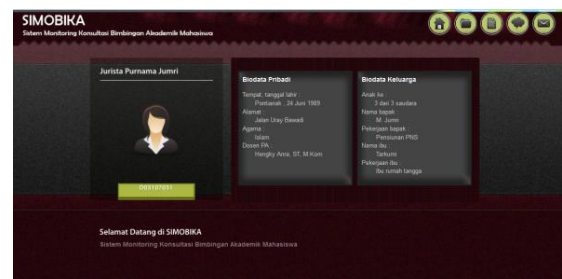 SIMOBIKA
Sistem Monitoring Konsultasi Bimbingan Akademik Mahasiswa
Jurista Purnama Jumri
D03107011
Biodata Pribadi
Tempat, tanggal lahir :
Pontianak , 24 Juni 1989
Alamat :
Jalan Uray Bawadi
Agama :
Islam
Dosen PA :
Hengky Anra, ST. M.Kom
Biodata Keluarga
Anak ke :
3 dari 3 saudara
Nama bapak :
M. Jumri
Pekerjaan bapak :
Pensiunan PNS
Nama ibu :
Tarkumi
Pekerjaan ibu :
Ibu rumah tangga
Selamat Datang di SIMOBIKA
Sistem Monitoring Konsultasi Bimbingan Akademik Mahasiswa